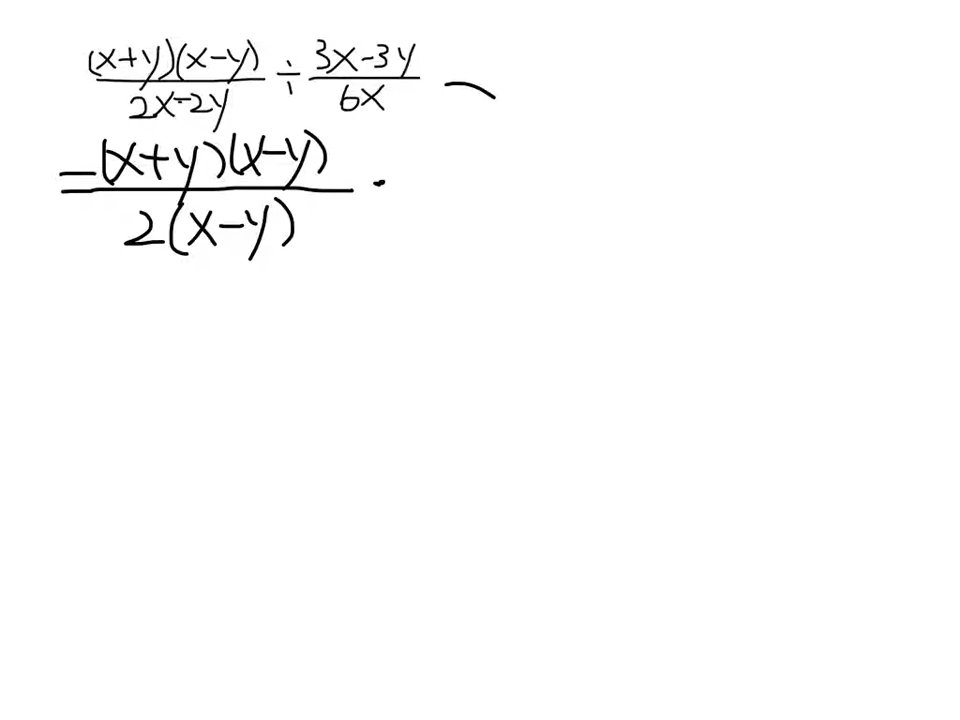 (x+y)(x-y)/2x-2y ÷ 3x-3y/6x
=(x+y)(x-y)/2(x-y) ·